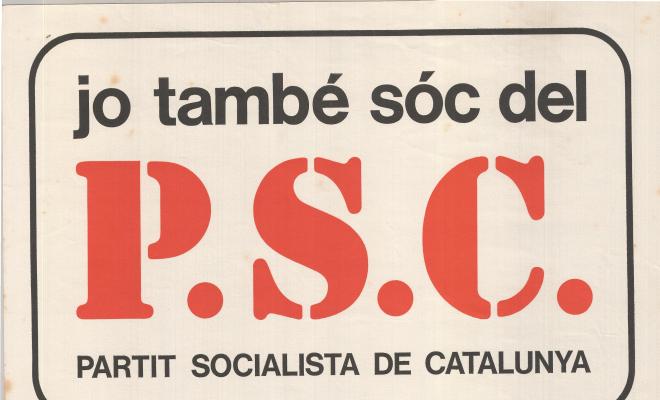 jo també sóc del
P.S.C.
PARTIT SOCIALISTA DE CATALUNYA